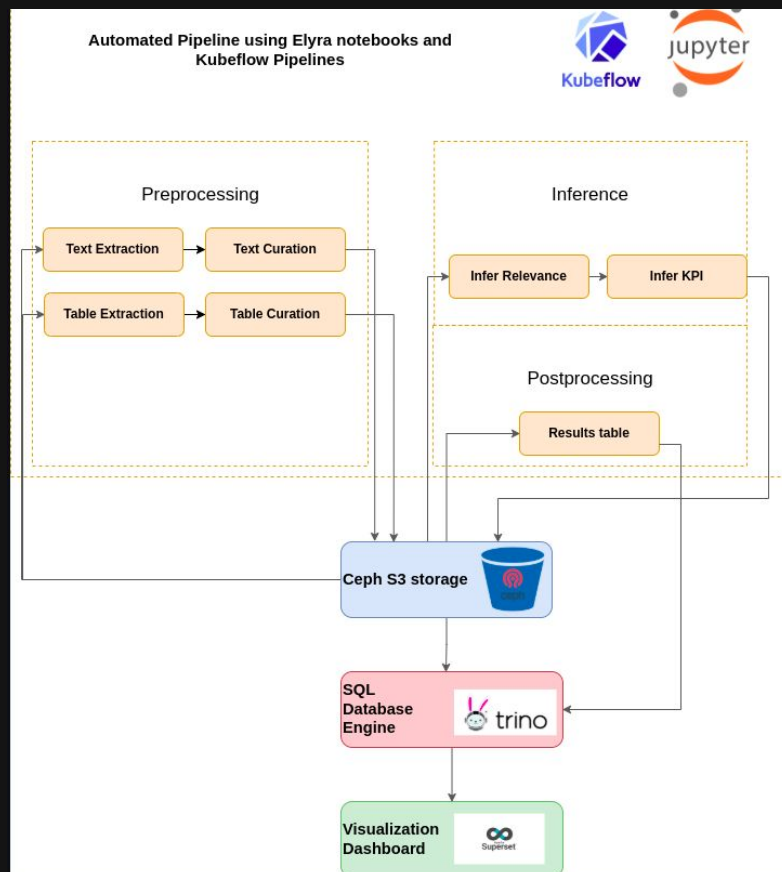 Automated Pipeline using Elyra notebooks and
Kubeflow Pipelines
Kubeflow
Jupyter
Preprocessing
Text Extraction
Text Curation
Table Extraction
Table Curation
Inference
Infer Relevance
Infer KPI
Postprocessing
Results table
Ceph S3 storage
ceph
SQL
Database
Engine
trino
Visualization
Dashboard
Superset